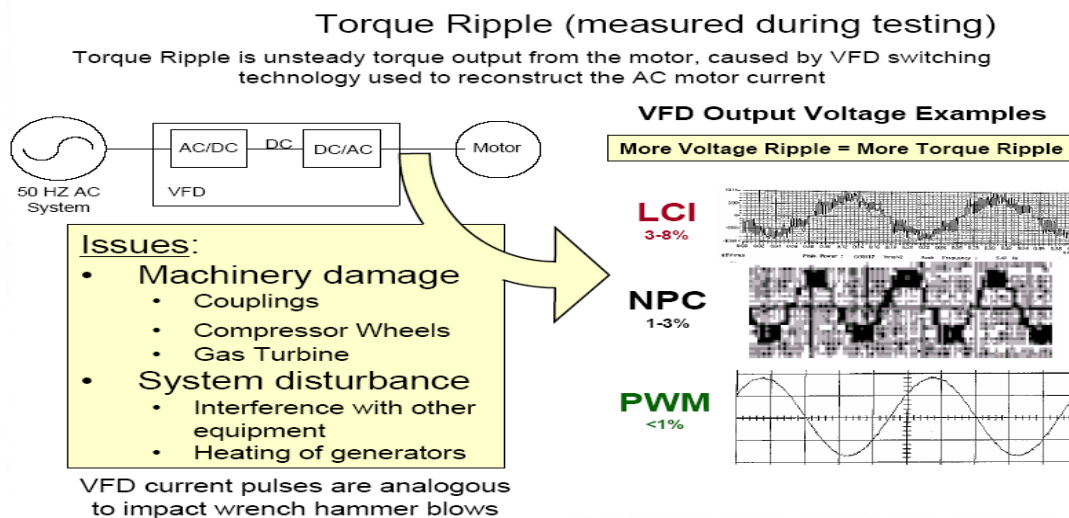 Torque Ripple (measured during testing)
Torque Ripple is unsteady torque output from the motor, caused by VFD switching
technology used to reconstruct the AC motor current
AC/DC
DC
DC/AC
Motor
50 HZ AC
System
VFD
Issues:
• Machinery damage
• Couplings
• Compressor Wheels
• Gas Turbine
• System disturbance
• Interference with other
equipment
• Heating of generators
VFD current pulses are analogous
to impact wrench hammer blows
VFD Output Voltage Examples
More Voltage Ripple = More Torque Ripple
LCI
3-8%
NPC
1-3%
PWM
<1%